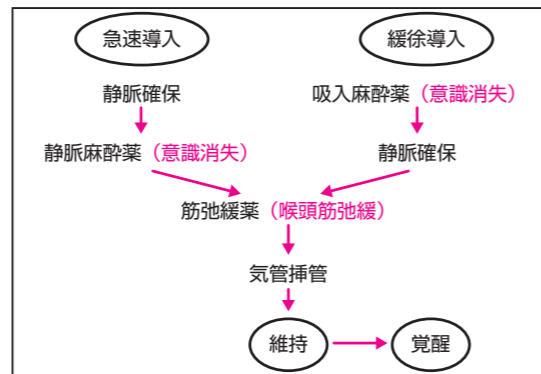 急速導入
緩徐導入
静脈確保
吸入麻酔薬（意識消失）
静脈麻酔薬（意識消失）
静脈確保
筋弛緩薬（喉頭筋弛緩）
気管挿管
維持
覚醒